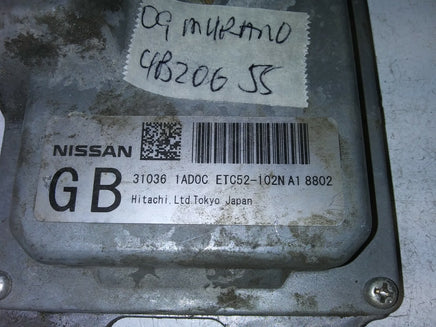 09 MURANO
4B206 55
NISSAN
GB
31036 1AD0C ETC52-102N A1 8802
Hitachi.Ltd.Tokyo Japan